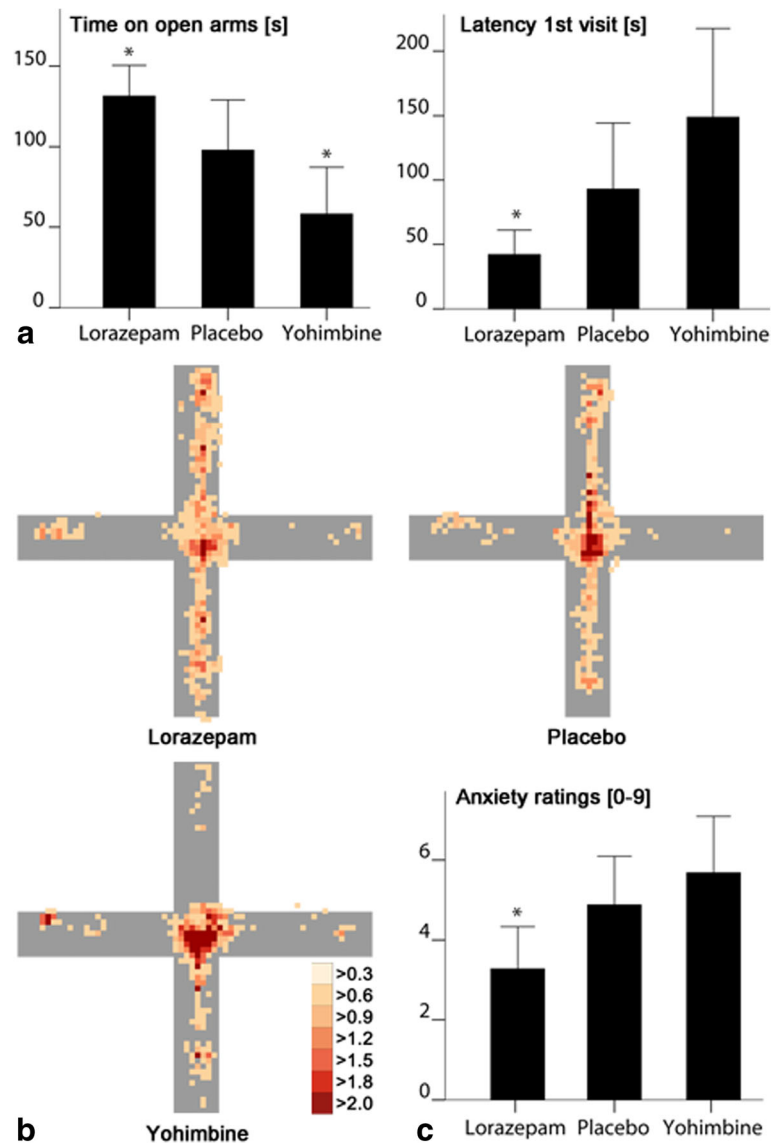 Time on open arms [s]
150
100
50
0
*
*
Lorazepam Placebo Yohimbine
a
Latency 1st visit [s]
200
150
100
50
0
*
Lorazepam Placebo Yohimbine
Lorazepam
Placebo
>0.3
>0.6
>0.9
>1.2
>1.5
>1.8
>2.0
Yohimbine
b
Anxiety ratings [0-9]
6
4
2
0
*
Lorazepam Placebo Yohimbine
c